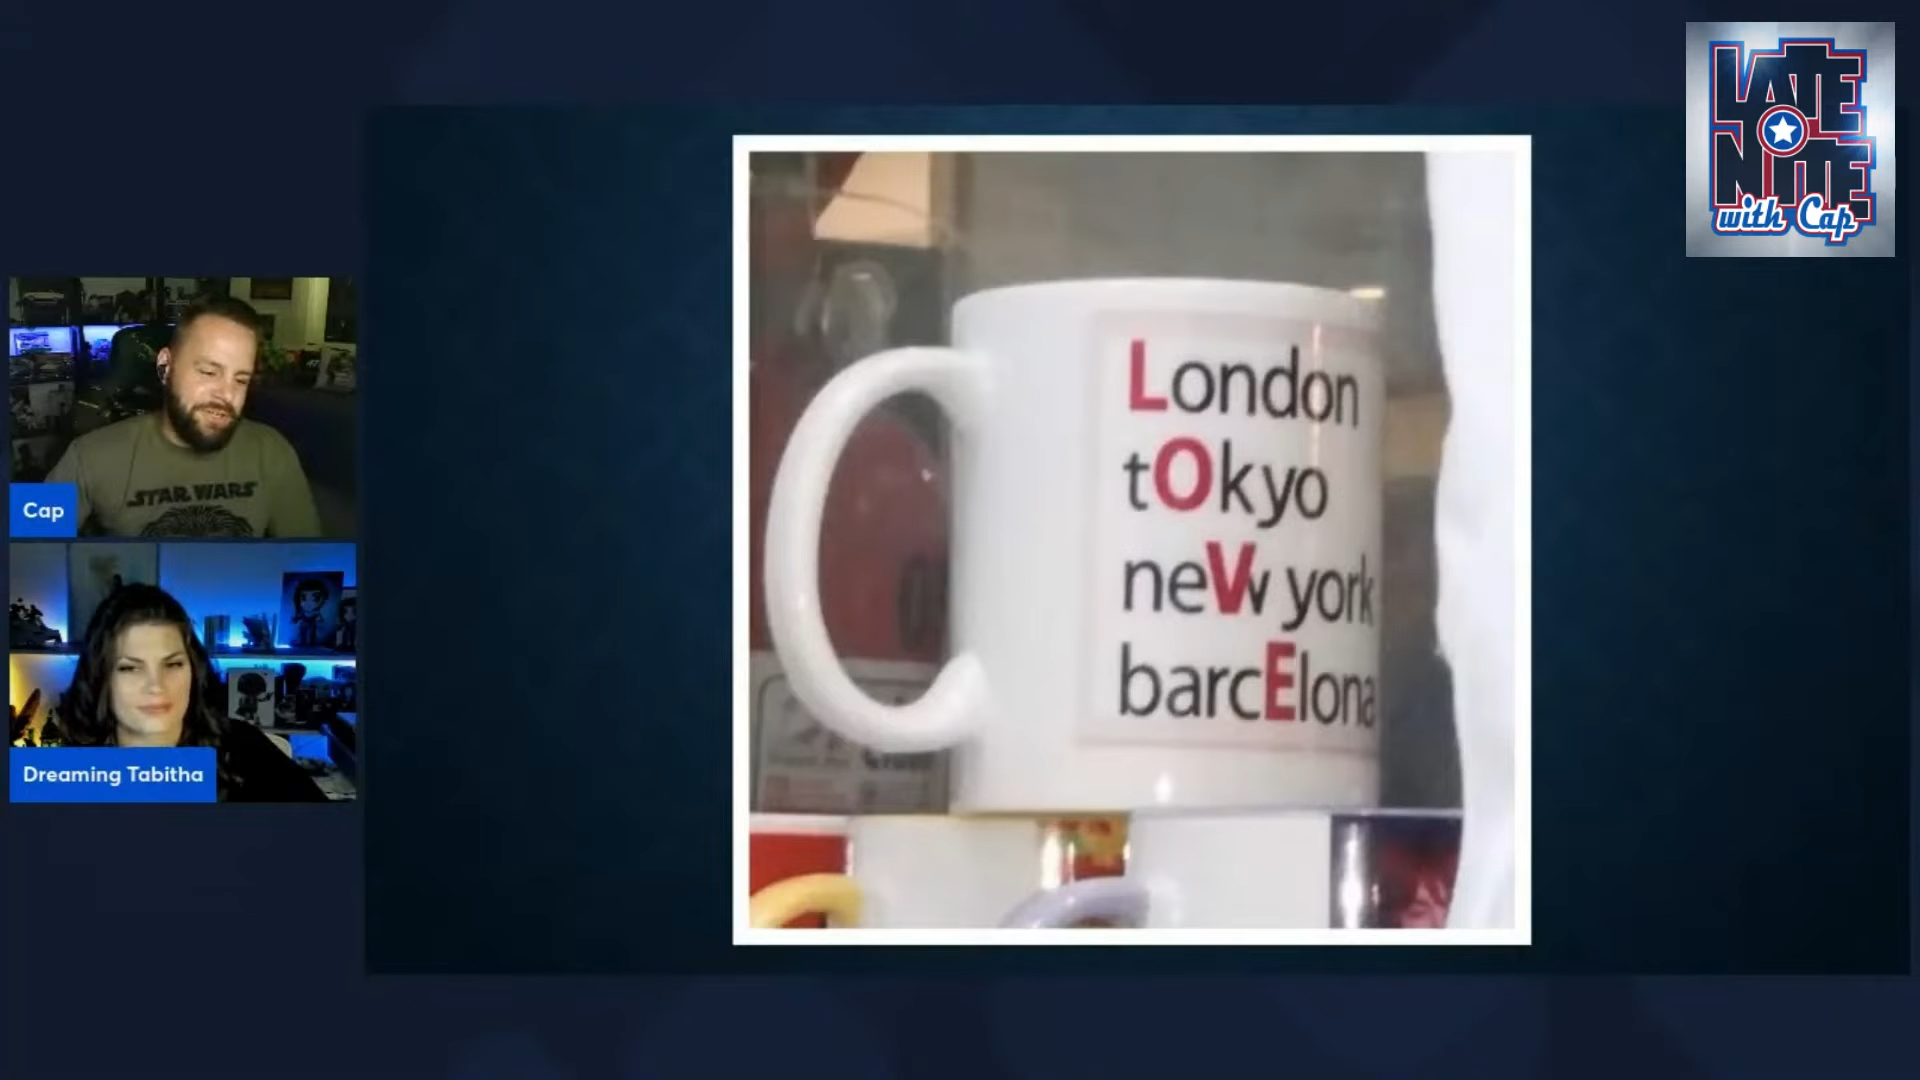 LATE
NITE
with Cap
London
tOkyo
neVv york
barcElona
STAR WARS
Cap
Dreaming Tabitha